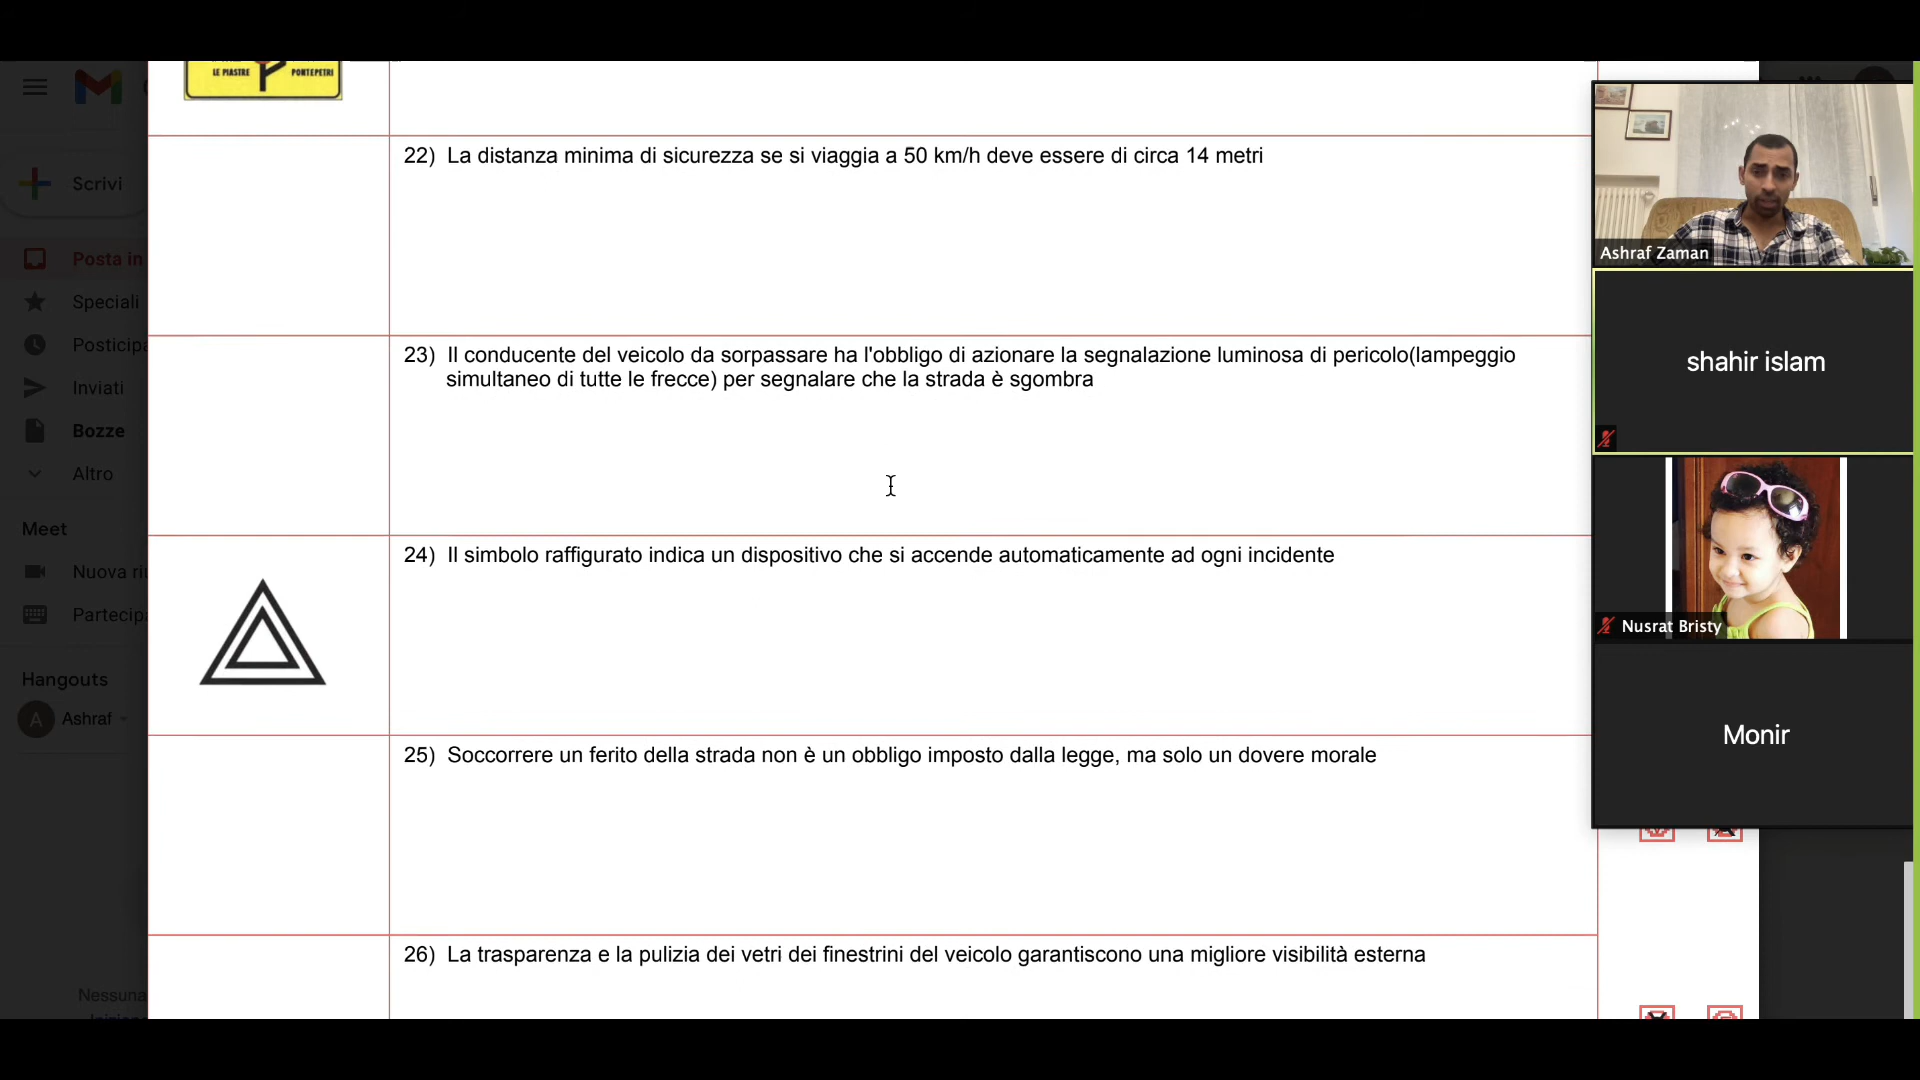 LE PIASTRE PONTEPETRI
Scrivi
Posta in
Speciali
Posticipa
Inviati
Bozze
Altro
Meet
Nuova riu
Partecipa
Hangouts
A Ashraf
Nessuna
22) La distanza minima di sicurezza se si viaggia a 50 km/h deve essere di circa 14 metri
23) Il conducente del veicolo da sorpassare ha l'obbligo di azionare la segnalazione luminosa di pericolo(lampeggio
simultaneo di tutte le frecce) per segnalare che la strada è sgombra
24) Il simbolo raffigurato indica un dispositivo che si accende automaticamente ad ogni incidente
25) Soccorrere un ferito della strada non è un obbligo imposto dalla legge, ma solo un dovere morale
26) La trasparenza e la pulizia dei vetri dei finestrini del veicolo garantiscono una migliore visibilità esterna
Ashraf Zaman
shahir islam
Nusrat Bristy
Monir